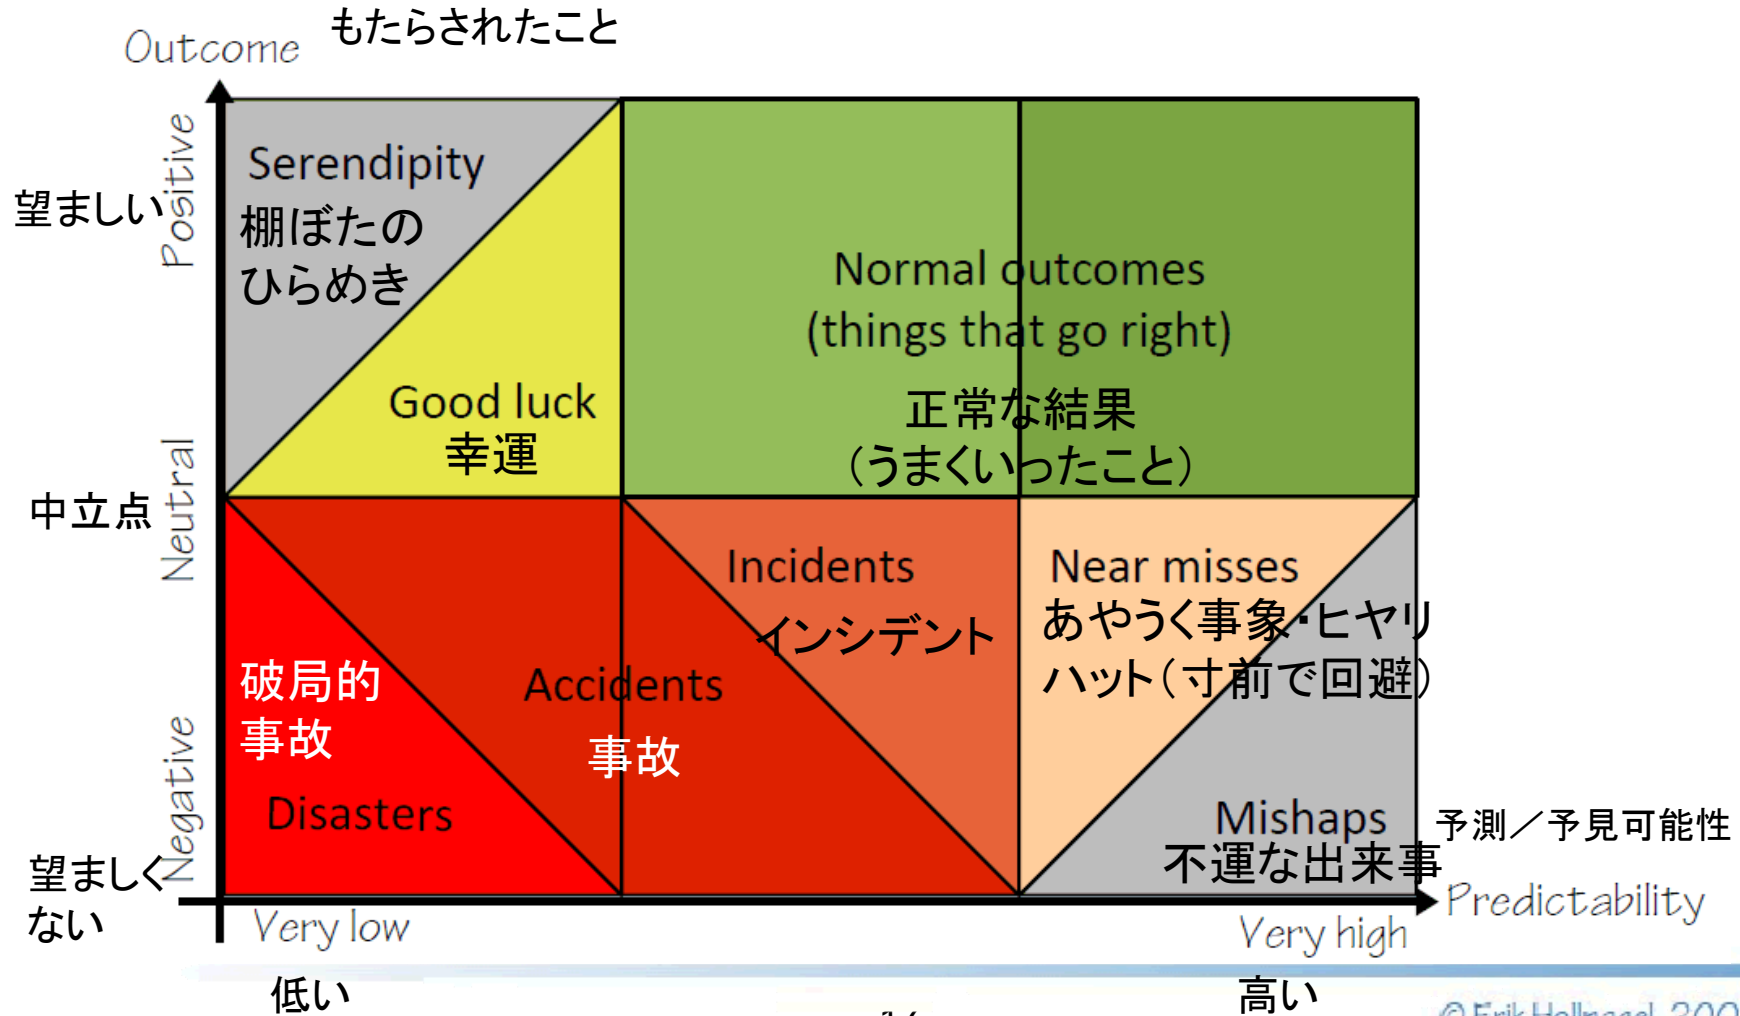 もたらされたこと
Outcome
Positive
望ましい
Serendipity
棚ぼたの
ひらめき
Good luck
幸運
Normal outcomes
(things that go right)
正常な結果
（うまくいったこと）
Neutral
中立点
Incidents
インシデント
Near misses
あやうく事象・ヒヤリ
ハット（寸前で回避）
破局的
事故
Disasters
Accidents
事故
Mishaps
不運な出来事
Negative
望ましく
ない
予測／予見可能性
Predictability
Very low
低い
Very high
高い
© Erik Hollnagel, 200